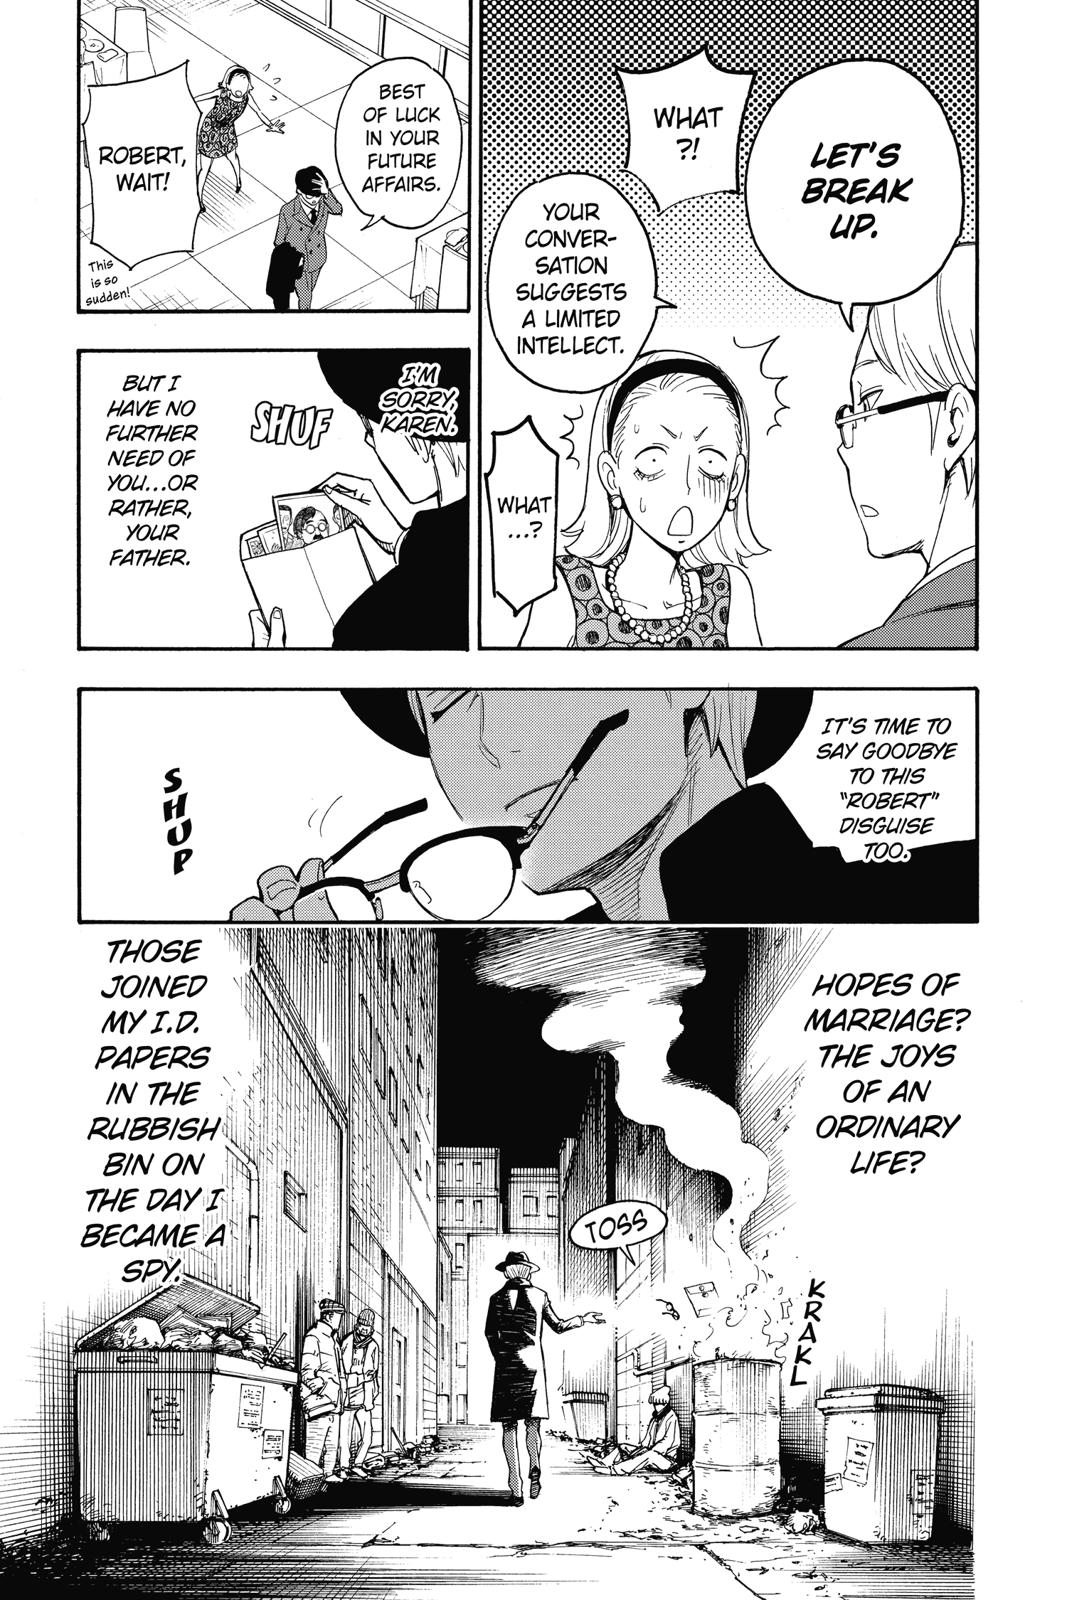 LET'S
BREAK
UP.
WHAT
?!
YOUR
CONVER-
SATION
SUGGESTS
A LIMITED
INTELLECT.
WHAT
...?
BEST
OF LUCK
IN YOUR
FUTURE
AFFAIRS.
ROBERT,
WAIT!
This
is so
sudden!
I'M
SORRY,
KAREN.
SHUF
BUT I
HAVE NO
FURTHER
NEED OF
YOU...OR
RATHER,
YOUR
FATHER.
IT'S TIME TO
SAY GOODBYE
TO THIS
"ROBERT"
DISGUISE
TOO.
SHUP
HOPES OF
MARRIAGE?
THE JOYS
OF AN
ORDINARY
LIFE?
TOSS
KRAKL
THOSE
JOINED
MY I.D.
PAPERS
IN THE
RUBBISH
BIN ON
THE DAY I
BECAME A
SPY.